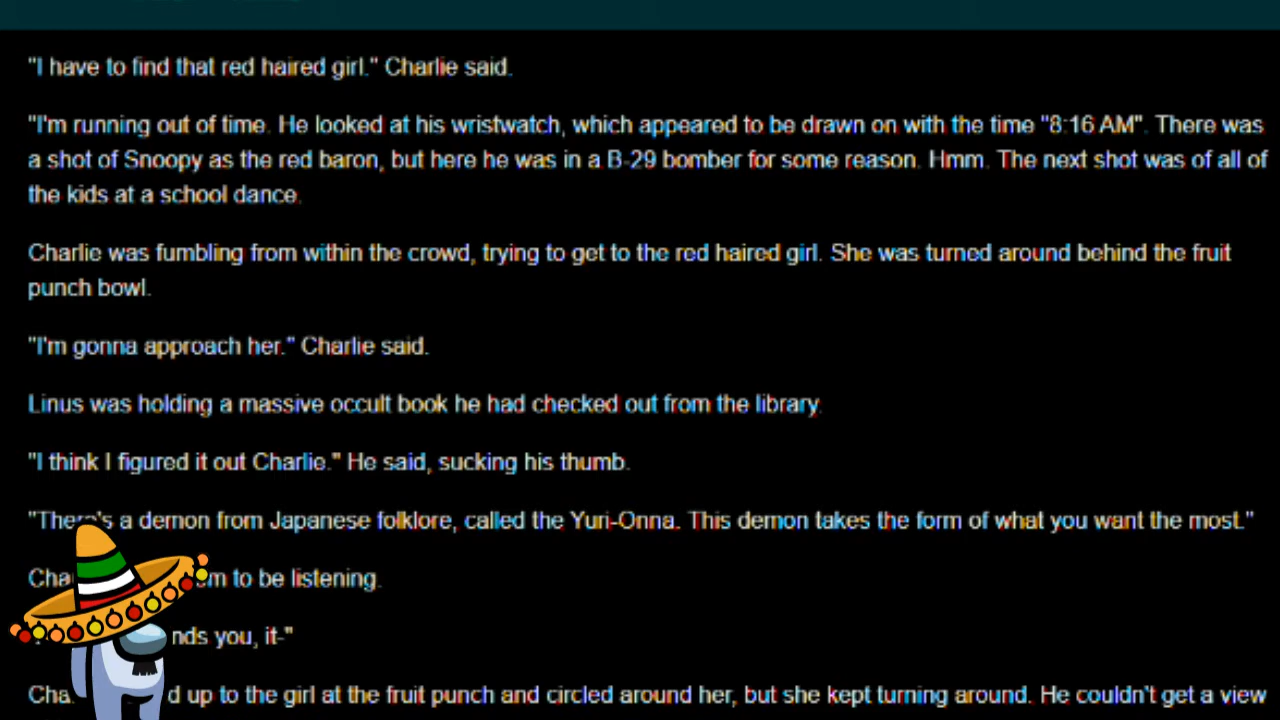 "I have to find that red haired girl." Charlie said.
"I'm running out of time. He looked at his wristwatch, which appeared to be drawn on with the time "8:16 AM". There was
a shot of Snoopy as the red baron, but here he was in a B-29 bomber for some reason. Hmm. The next shot was of all of
the kids at a school dance.
Charlie was fumbling from within the crowd, trying to get to the red haired girl. She was turned around behind the fruit
punch bowl.
"I'm gonna approach her." Charlie said.
Linus was holding a massive occult book he had checked out from the library.
"I think I figured it out Charlie." He said, sucking his thumb.
"There's a demon from Japanese folklore, called the Yuri-Onna. This demon takes the form of what you want the most."
to be listening.
you, it-"
up to the girl at the fruit punch and circled around her, but she kept turning around. He couldn't get a view